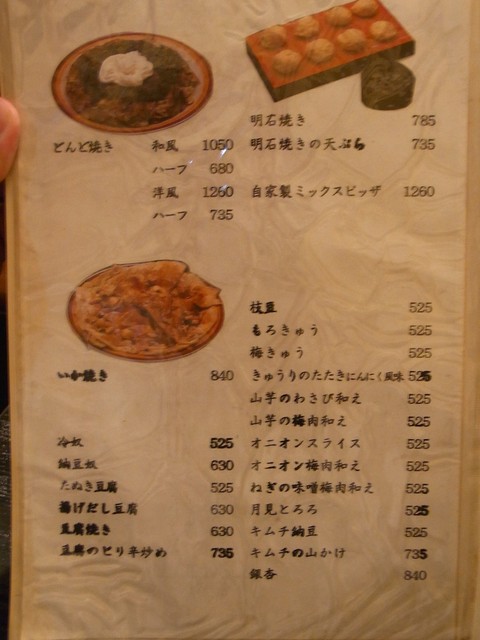 どんど焼き 和風 1050
ハーフ 680
洋風 1260
ハーフ 735
いか焼き 840
冷奴 525
納豆奴 630
たぬき豆腐 525
揚げだし豆腐 630
豆腐焼き 630
豆腐のとり辛炒め 735
明石焼き 785
明石焼きの天ぷら 735
自家製ミックスピッザ 1260
枝豆 525
もろきゅう 525
梅きゅう 525
きゅうりのたたきにんにく風味 525
山芋のわさび和え 525
山芋の梅肉和え 525
オニオンスライス 525
オニオン梅肉和え 525
ねぎの味噌梅肉和え 525
月見とろろ 525
キムチ納豆 525
キムチの山かけ 735
銀杏 840